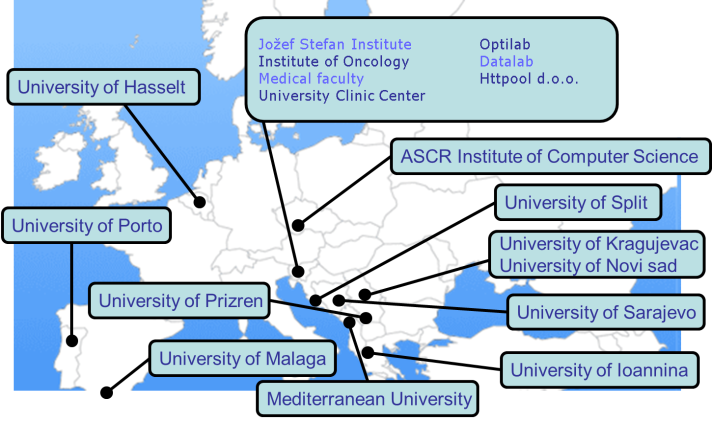 Jožef Stefan Institute
Institute of Oncology
Medical faculty
University Clinic Center
Optilab
Datalab
Httpool d.o.o.
University of Hasselt
ASCR Institute of Computer Science
University of Split
University of Porto
University of Kragujevac
University of Novi sad
University of Prizren
University of Sarajevo
University of Malaga
University of Ioannina
Mediterranean University